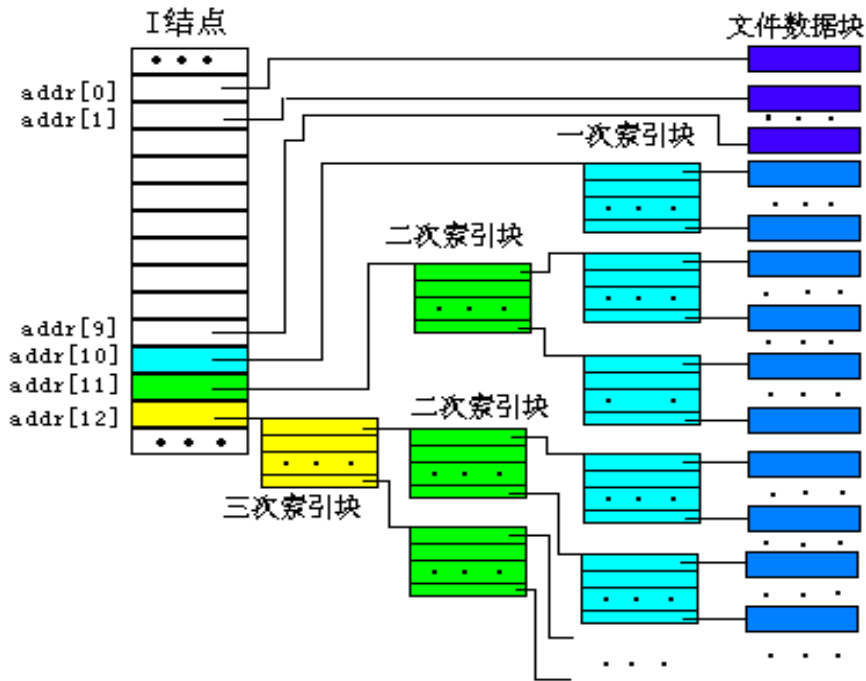 I结点
文件数据块
addr[0]
addr[1]
一次索引块
二次索引块
addr[9]
addr[10]
addr[11]
addr[12]
二次索引块
三次索引块